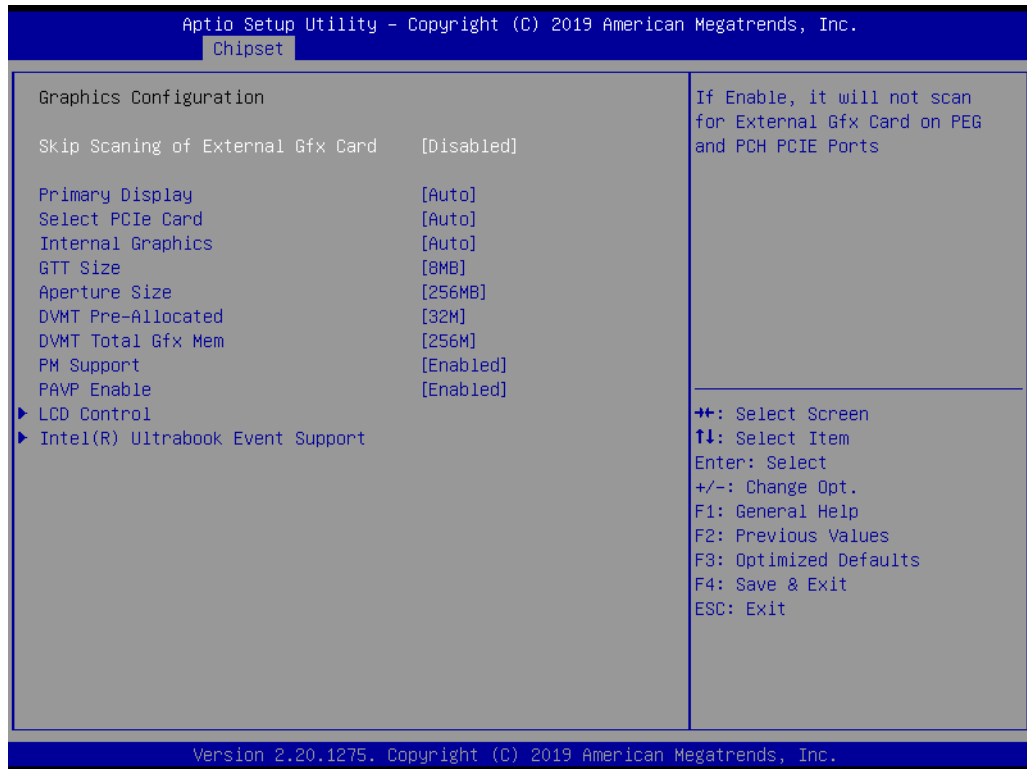 Aptio Setup Utility – Copyright (C) 2019 American Megatrends, Inc.
Chipset
Graphics Configuration
Skip Scaning of External Gfx Card [Disabled]
Primary Display [Auto]
Select PCIe Card [Auto]
Internal Graphics [Auto]
GTT Size [8MB]
Aperture Size [256MB]
DVMT Pre-Allocated [32M]
DVMT Total Gfx Mem [256M]
PM Support [Enabled]
PAVP Enable [Enabled]
▶ LCD Control
▶ Intel(R) Ultrabook Event Support
If Enable, it will not scan
for External Gfx Card on PEG
and PCH PCIE Ports
→←: Select Screen
↑↓: Select Item
Enter: Select
+/-: Change Opt.
F1: General Help
F2: Previous Values
F3: Optimized Defaults
F4: Save & Exit
ESC: Exit
Version 2.20.1275. Copyright (C) 2019 American Megatrends, Inc.